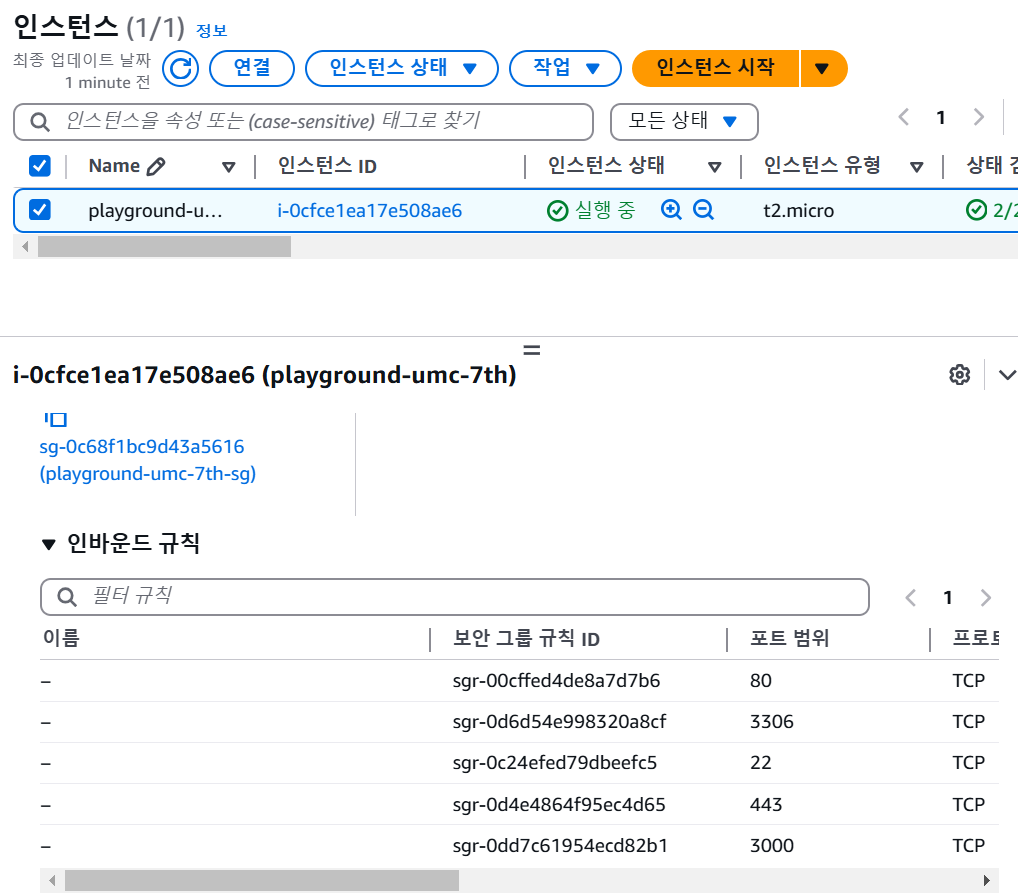 인스턴스 (1/1) 정보
최종 업데이트 날짜
1 minute 전
연결
인스턴스 상태
작업
인스턴스 시작
인스턴스을 속성 또는 (case-sensitive) 태그로 찾기
모든 상태
1
Name 인스턴스 ID 인스턴스 상태 인스턴스 유형 상태
playground-u... i-0cfce1ea17e508ae6 실행 중 t2.micro 2/2
i-0cfce1ea17e508ae6 (playground-umc-7th)
sg-0c68f1bc9d43a5616
(playground-umc-7th-sg)
인바운드 규칙
필터 규칙
1
이름 보안 그룹 규칙 ID 포트 범위 프로토
– sgr-00cffed4de8a7d7b6 80 TCP
– sgr-0d6d54e998320a8cf 3306 TCP
– sgr-0c24efed79dbeefc5 22 TCP
– sgr-0d4e4864f95ec4d65 443 TCP
– sgr-0dd7c61954ecd82b1 3000 TCP